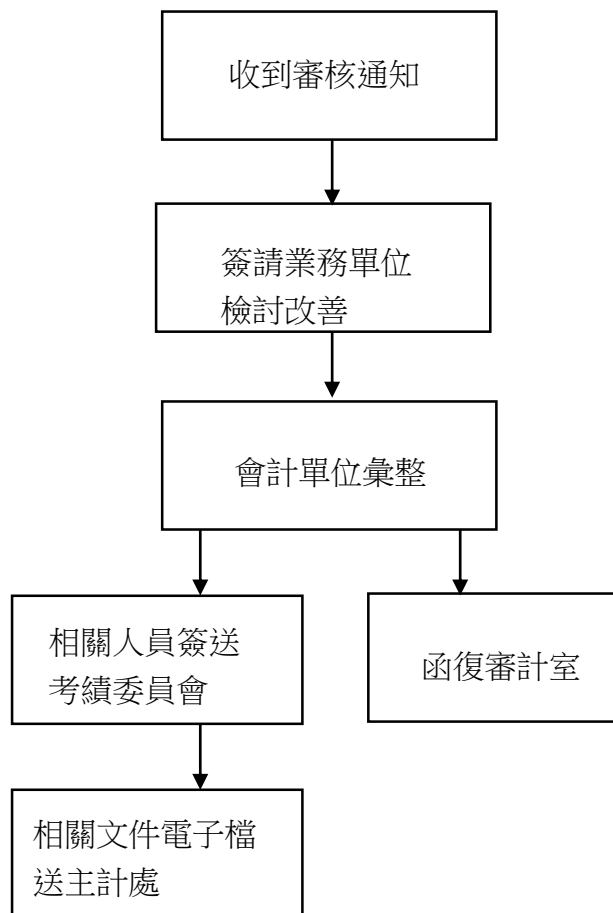 收到審核通知
簽請業務單位
檢討改善
會計單位彙整
相關人員簽送
考績委員會
函復審計室
相關文件電子檔
送主計處